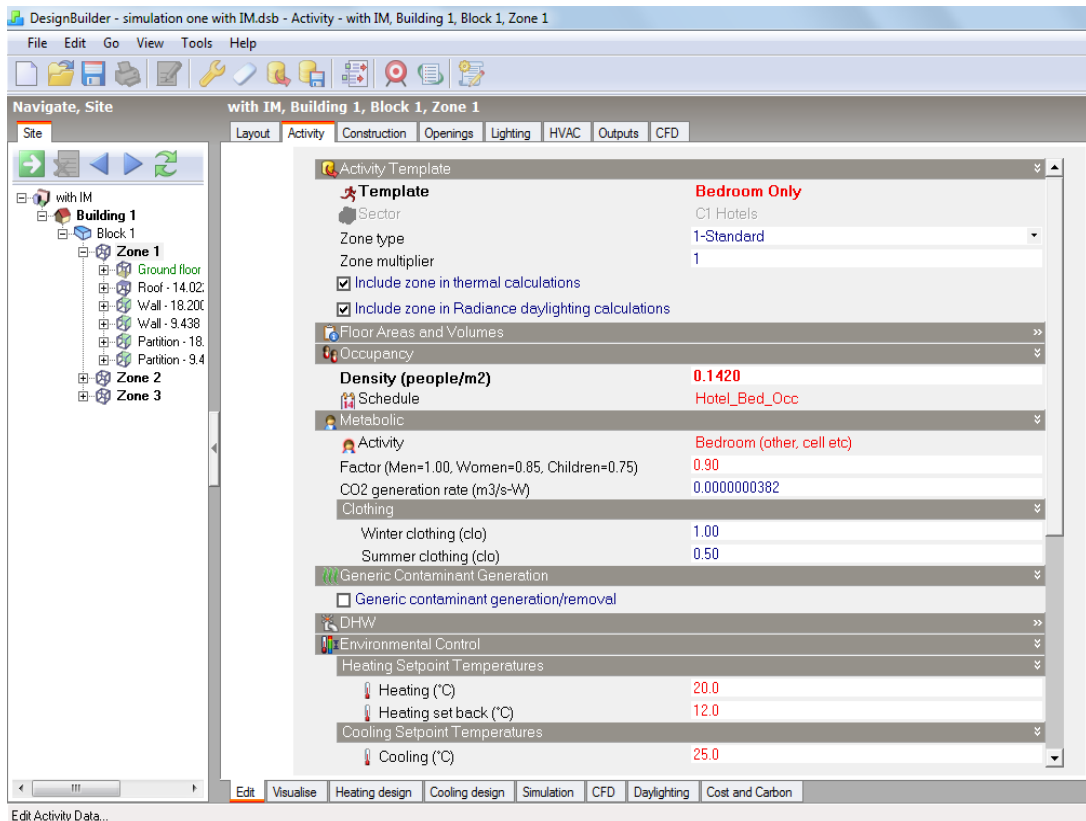 DesignBuilder - simulation one with IM.dsb - Activity - with IM, Building 1, Block 1, Zone 1
File Edit Go View Tools Help
Navigate, Site
with IM, Building 1, Block 1, Zone 1
Site
Layout Activity Construction Openings Lighting HVAC Outputs CFD
with IM
Building 1
Block 1
Zone 1
Ground floor
Roof - 14.02
Wall - 18.200
Wall - 9.438
Partition - 18.
Partition - 9.4
Zone 2
Zone 3
Activity Template
Template Bedroom Only
Sector C1 Hotels
Zone type 1-Standard
Zone multiplier 1
Include zone in thermal calculations
Include zone in Radiance daylighting calculations
Floor Areas and Volumes
Occupancy
Density (people/m2) 0.1420
14
Schedule Hotel_Bed_Occ
Metabolic
Activity Bedroom (other, cell etc)
Factor (Men=1.00, Women=0.85, Children=0.75) 0.90
CO2 generation rate (m3/s-W) 0.0000000382
Clothing
Winter clothing (clo) 1.00
Summer clothing (clo) 0.50
Generic Contaminant Generation
Generic contaminant generation/removal
DHW
Environmental Control
Heating Setpoint Temperatures
Heating (°C) 20.0
Heating set back (°C) 12.0
Cooling Setpoint Temperatures
Cooling (°C) 25.0
Edit Visualise Heating design Cooling design Simulation CFD Daylighting Cost and Carbon
Edit Activity Data...